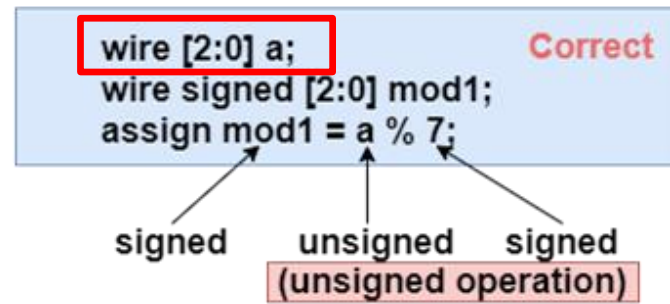 wire [2:0] a;
Correct
wire signed [2:0] mod1;
assign mod1 = a % 7;
signed unsigned signed
(unsigned operation)